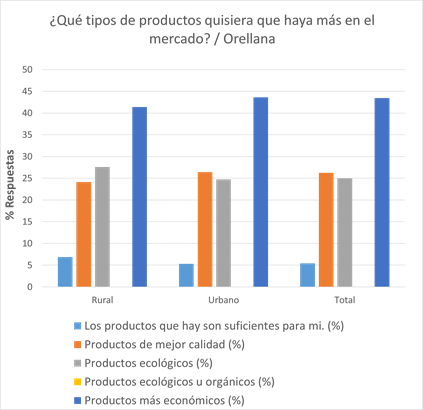 ¿Qué tipos de productos quisiera que haya más en el
mercado? / Orellana
50
45
40
35
30
25
20
15
10
5
0
% Respuestas
Rural
Urbano
Total
Los productos que hay son suficientes para mi. (%)
Productos de mejor calidad (%)
Productos ecológicos (%)
Productos ecológicos u orgánicos (%)
Productos más económicos (%)